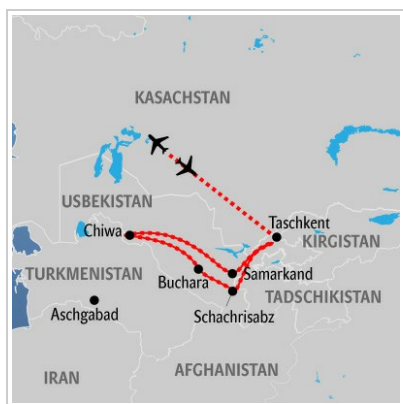 KASACHSTAN
USBEKISTAN
Taschkent
Chiwa
KIRGISTAN
TURKMENISTAN
Buchara
Samarkand
TADSCHIKISTAN
Aschgabad
Schachrisabz
AFGHANISTAN
IRAN